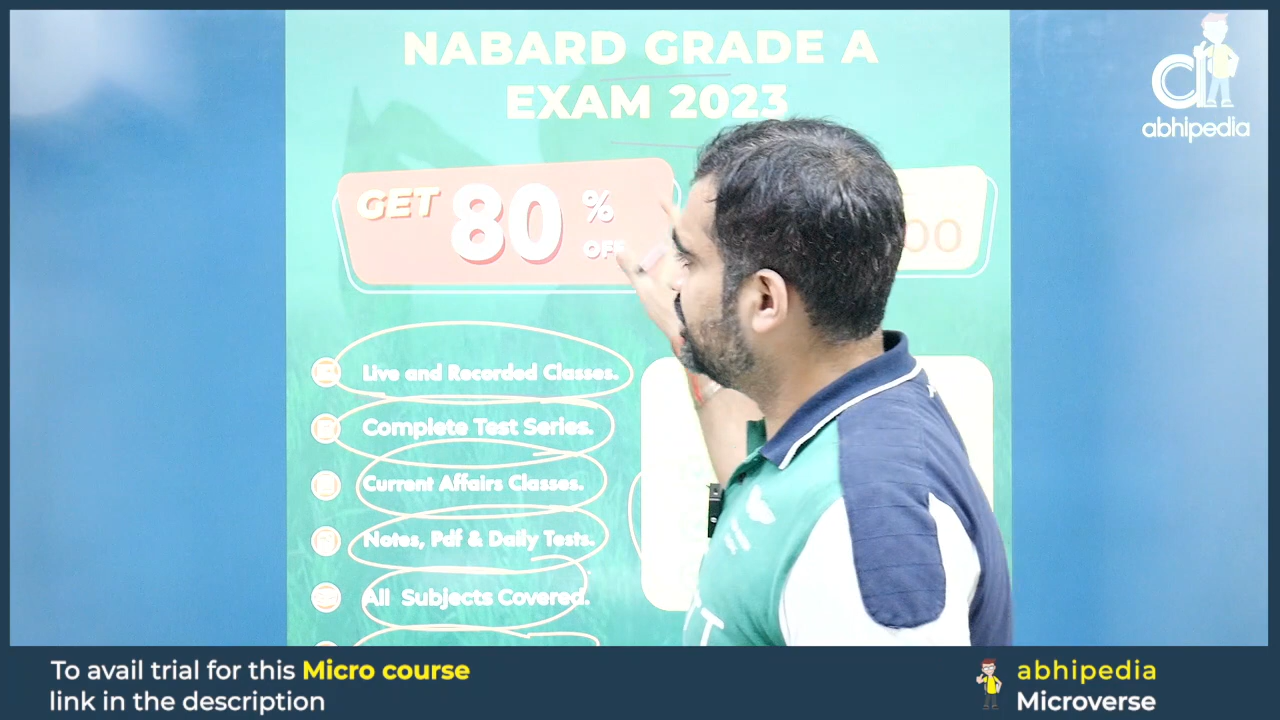 NABARD GRADE A
EXAM 2023
abhipedia
GET 80 % OFF
00
Live and Recorded Classes.
Complete Test Series.
Current Affairs Classes.
Notes, Pdf & Daily Tests.
All Subjects Covered.
To avail trial for this Micro course
link in the description
abhipedia
Microverse